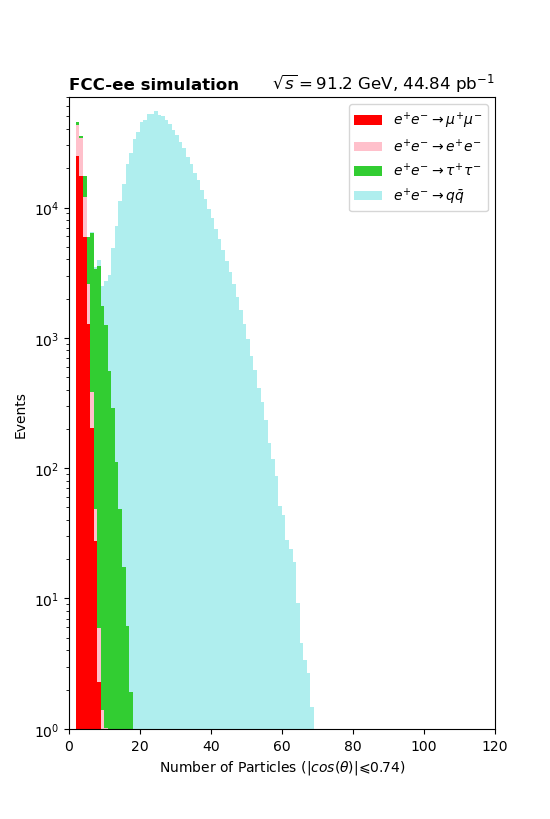 FCC-ee simulation √s = 91.2 GeV, 44.84 pb⁻¹
e⁺e⁻ → μ⁺μ⁻
e⁺e⁻ → e⁺e⁻
e⁺e⁻ → τ⁺τ⁻
e⁺e⁻ → qq̄
10⁴
10³
10²
10¹
10⁰
Events
0 20 40 60 80 100 120
Number of Particles (|cos(θ)|⩽0.74)